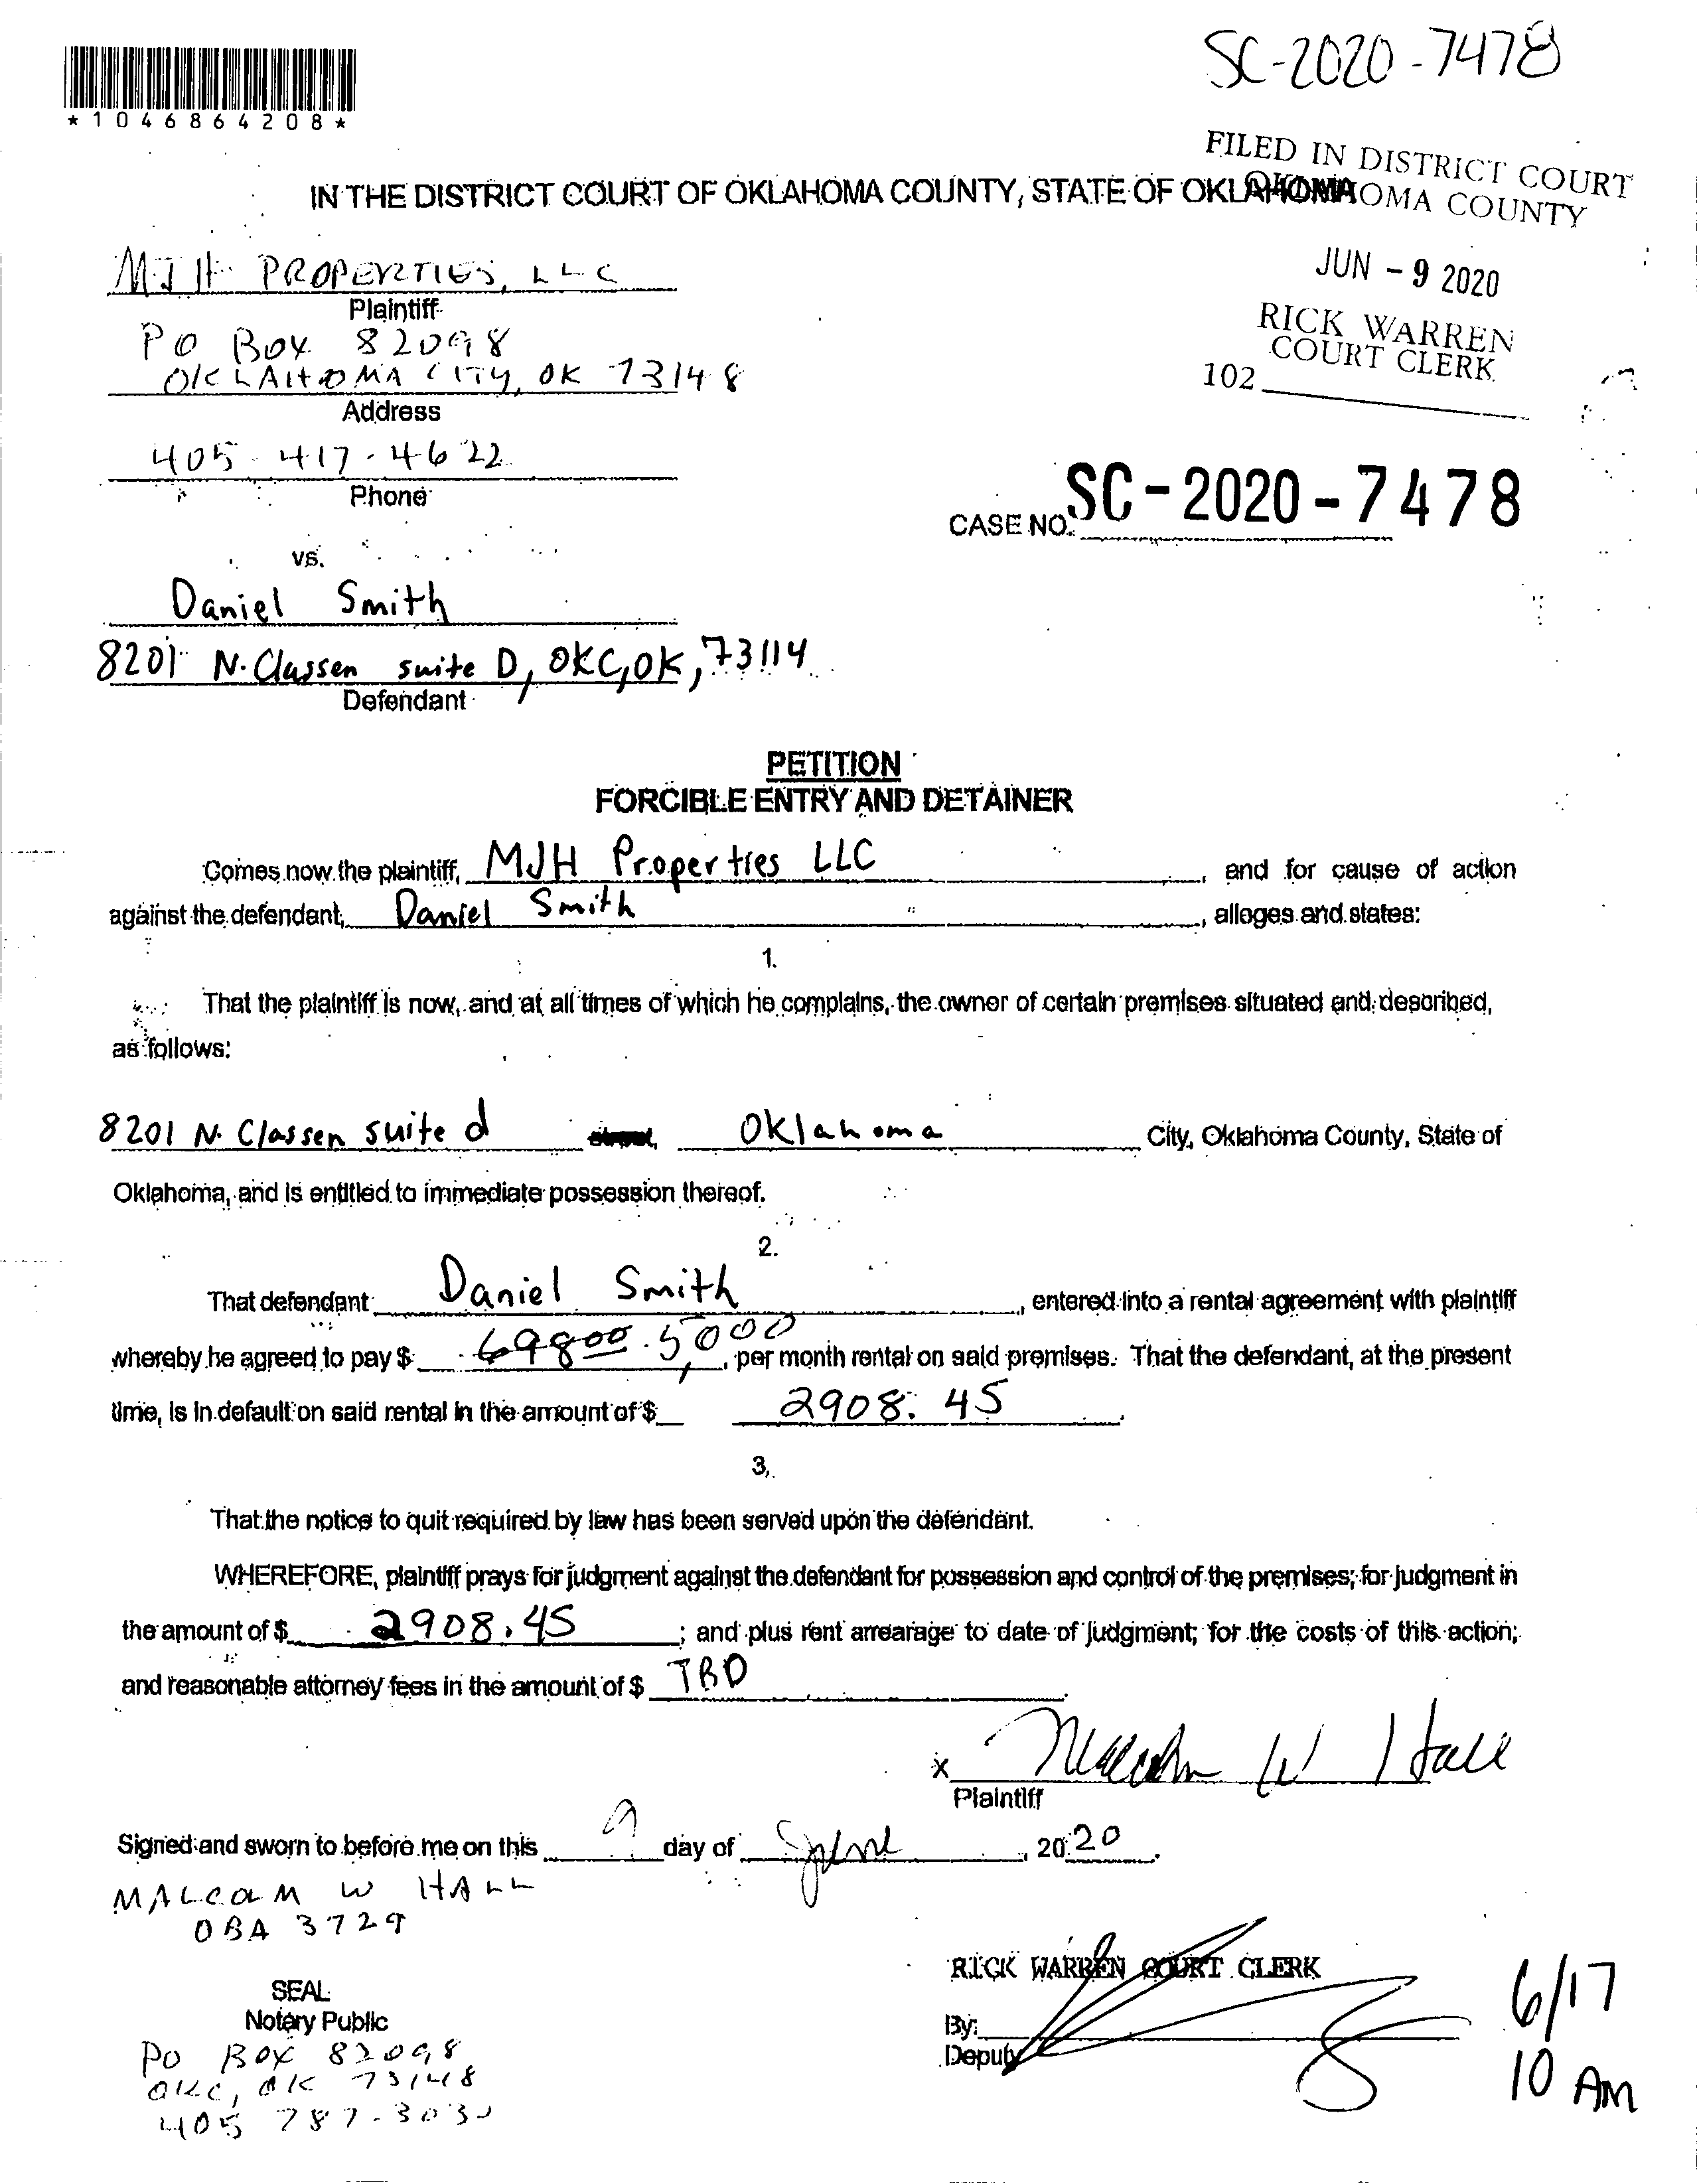 SC-2020-7478
*1046864208*
FILED IN DISTRICT COURT
OKLAHOMA COUNTY
IN THE DISTRICT COURT OF OKLAHOMA COUNTY, STATE OF OKLAHOMA
JUN - 9 2020
RICK WARREN
COURT CLERK
102
MJH PROPERTIES, LLC
Plaintiff
PO BOX 82098
OKLAHOMA CITY, OK 73148
Address
405-417-4622
Phone
CASE NO. SC-2020-7478
vs.
Daniel Smith
8201 N. Classen suite D, OKC, OK, 73114
Defendant
PETITION
FORCIBLE ENTRY AND DETAINER
Comes now the plaintiff, MJH Properties LLC, and for cause of action
against the defendant, Daniel Smith, alleges and states:
1.
That the plaintiff is now, and at all times of which he complains, the owner of certain premises situated and described,
as follows:
8201 N. Classen suite d street, Oklahoma City, Oklahoma County, State of
Oklahoma, and is entitled to immediate possession thereof.
2.
That defendant Daniel Smith, entered into a rental agreement with plaintiff
whereby he agreed to pay $ , per month rental on said premises. That the defendant, at the present
time, is in default on said rental in the amount of $ 2908.45
3.
That the notice to quit required by law has been served upon the defendant.
WHEREFORE, plaintiff prays for judgment against the defendant for possession and control of the premises; for judgment in
the amount of $ 2908.45; and plus rent arrearage to date of judgment; for the costs of this action;
and reasonable attorney fees in the amount of $ TBD
x Malcolm W Hall
Plaintiff
Signed and sworn to before me on this 9 day of June, 2020.
MALCOLM W HALL
OBA 3729
RICK WARREN COURT CLERK
SEAL
Notary Public
By:
Deputy
6/17
10 AM
PO BOX 82098
OKC, OK 73148
405 787-3030